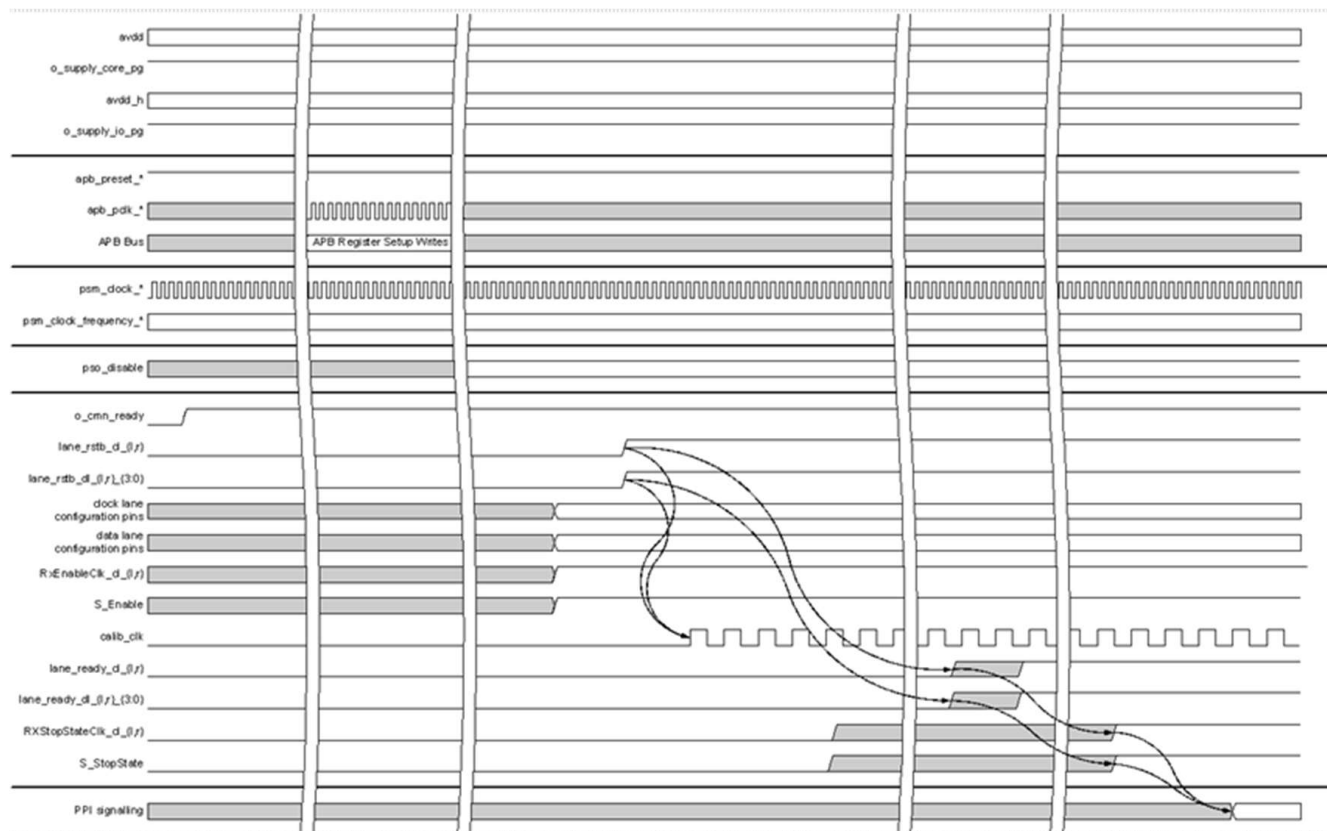 avdd
o_supply_core_pg
avdd_h
o_supply_io_pg
apb_preset_*
apb_pclk_*
APB Bus
APB Register Setup Writes
psm_clock_*
psm_clock_frequency_*
pso_disable
o_cmn_ready
lane_rstb_cl_(l,r)
lane_rstb_dl_(l,r)_(3:0)
clock lane
configuration pins
data lane
configuration pins
RxEnableClk_cl_(l,r)
S_Enable
calib_clk
lane_ready_cl_(l,r)
lane_ready_dl_(l,r)_(3:0)
RXStopStateClk_cl_(l,r)
S_StopState
PPI signalling